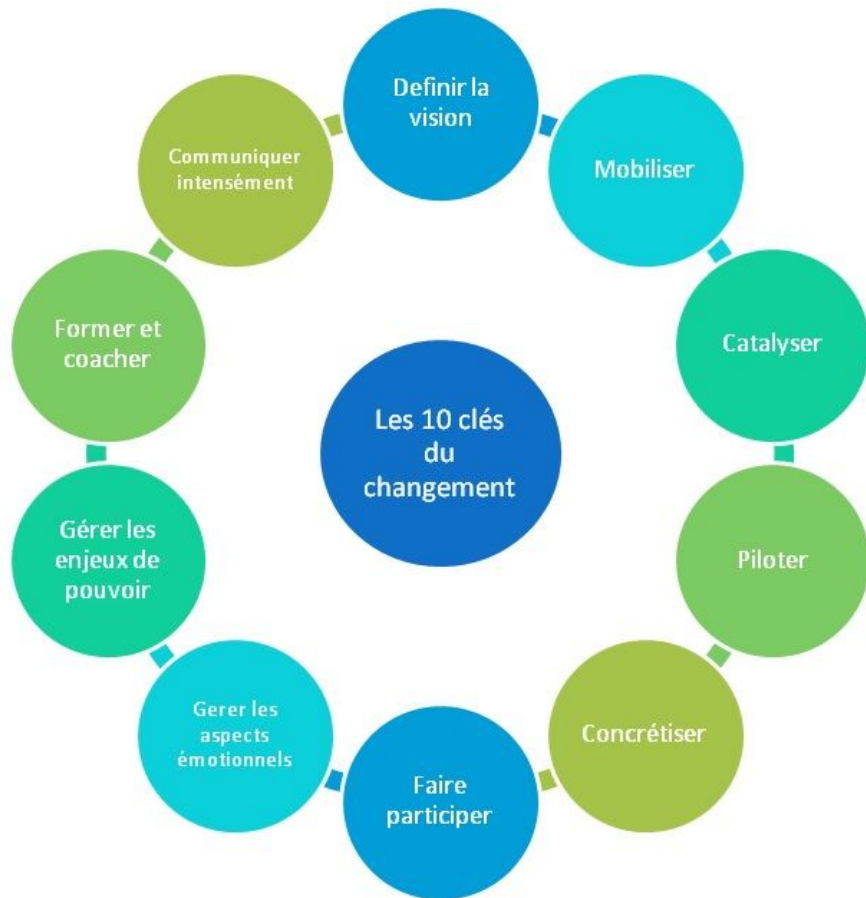 Definir la
vision
Mobiliser
Catalyser
Piloter
Concrétiser
Faire
participer
Gerer les
aspects
émotionnels
Gérer les
enjeux de
pouvoir
Former et
coacher
Communiquer
intensément
Les 10 clés
du
changement